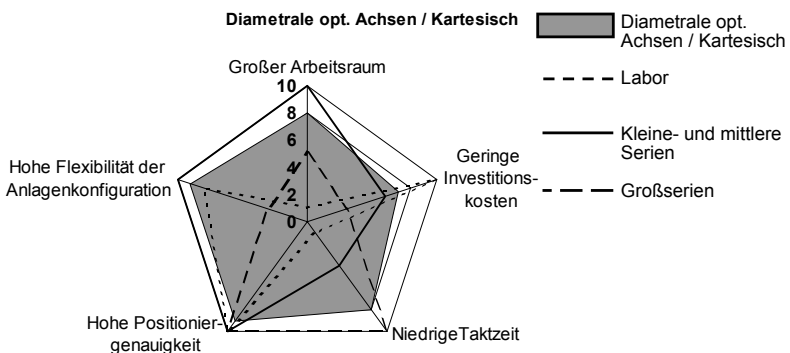 Diametrale opt. Achsen / Kartesisch
Diametrale opt.
Achsen / Kartesisch
Labor
Kleine- und mittlere
Serien
Großserien
Großer Arbeitsraum
10
8
6
4
2
0
Geringe
Investitions-
kosten
NiedrigeTaktzeit
Hohe Positionier-
genauigkeit
Hohe Flexibilität der
Anlagenkonfiguration